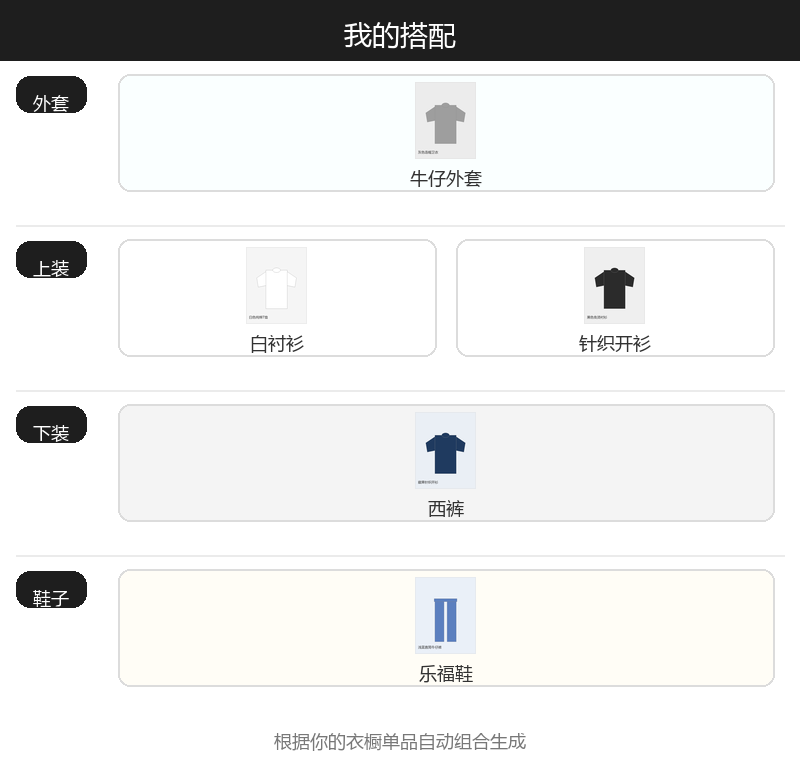 我的搭配
外套
牛仔外套
上装
白衬衫
针织开衫
下装
西裤
鞋子
乐福鞋
根据你的衣橱单品自动组合生成